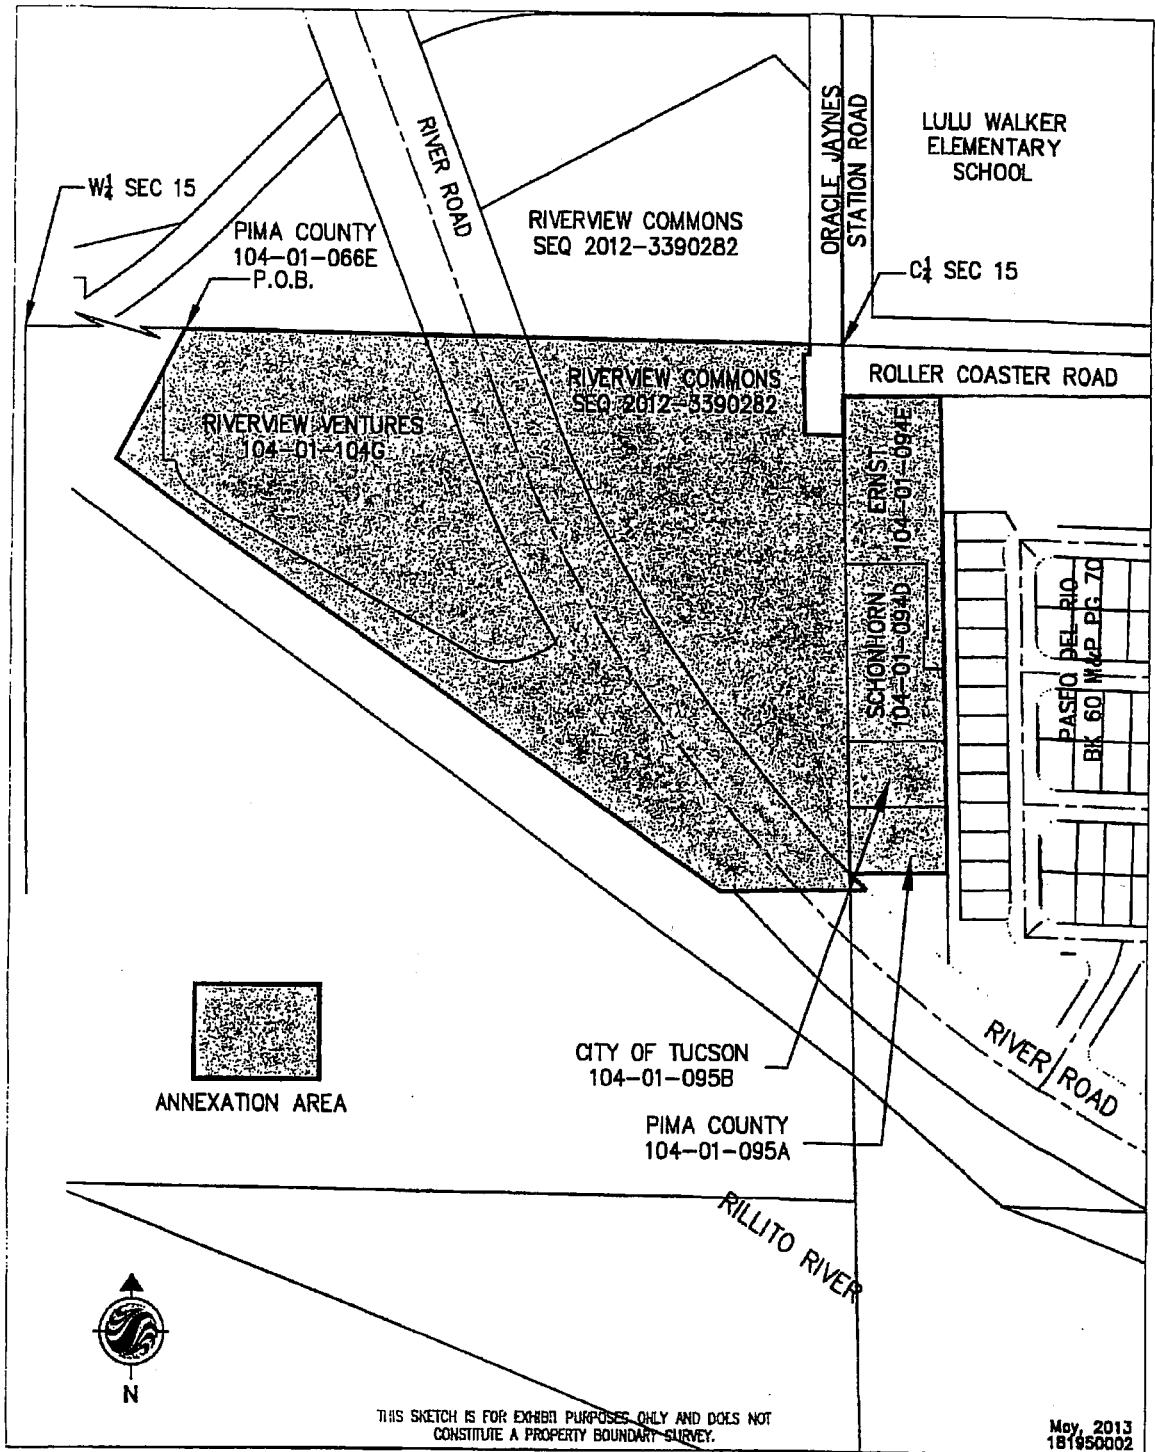 RIVER ROAD
ORACLE JAYNES
STATION ROAD
LULU WALKER
ELEMENTARY
SCHOOL
W¼ SEC 15
PIMA COUNTY
104-01-066E
P.O.B.
RIVERVIEW COMMONS
SEQ 2012-3390282
C¼ SEC 15
RIVERVIEW COMMONS
SEQ 2012-3390282
ROLLER COASTER ROAD
RIVERVIEW VENTURES
104-01-104G
ERNST
104-01-094E
SCHONHORN
104-01-094D
PASEO DEL RIO
BK 60 M&P PG 70
CITY OF TUCSON
104-01-095B
RIVER ROAD
ANNEXATION AREA
PIMA COUNTY
104-01-095A
RILLITO RIVER
N
THIS SKETCH IS FOR EXHIBIT PURPOSES ONLY AND DOES NOT
CONSTITUTE A PROPERTY BOUNDARY SURVEY.
May, 2013
181950002